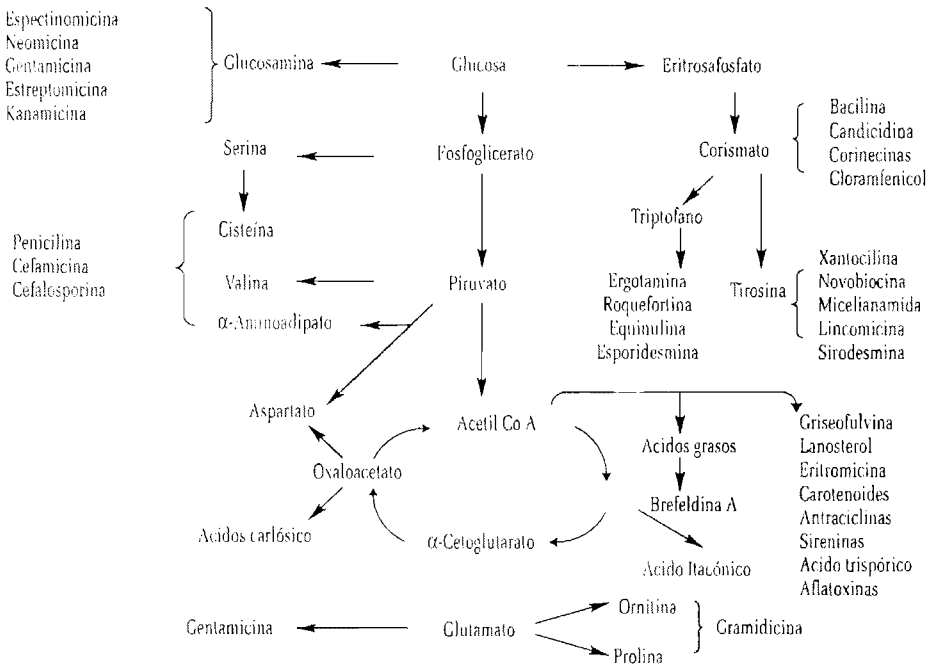 Espectinomicina
Neomicina
Gentamicina
Estreptomicina
Kanamicina
Glucosamina
Glucosa
Eritrosafosfato
Serina
Fosfoglicerato
Corismato
Bacilina
Candicidina
Corinecinas
Cloramfenicol
Triptofano
Cisteína
Penicilina
Cefamicina
Cefalosporina
Valina
Piruvato
α-Aminoadipato
Ergotamina
Roquefortina
Equinulina
Esporidesmina
Tirosina
Xantocilina
Novobiocina
Micelianamida
Lincomicina
Sirodesmina
Aspartato
Acetil Co A
Acidos grasos
Griseofulvina
Lanosterol
Eritromicina
Carotenoides
Antraciclinas
Sireninas
Acido trispórico
Aflatoxinas
Oxaloacetato
Brefeldina A
Acidos carlósico
α-Cetoglutarato
Acido Itacónico
Gentamicina
Glutamato
Ornitina
Gramidicina
Prolina